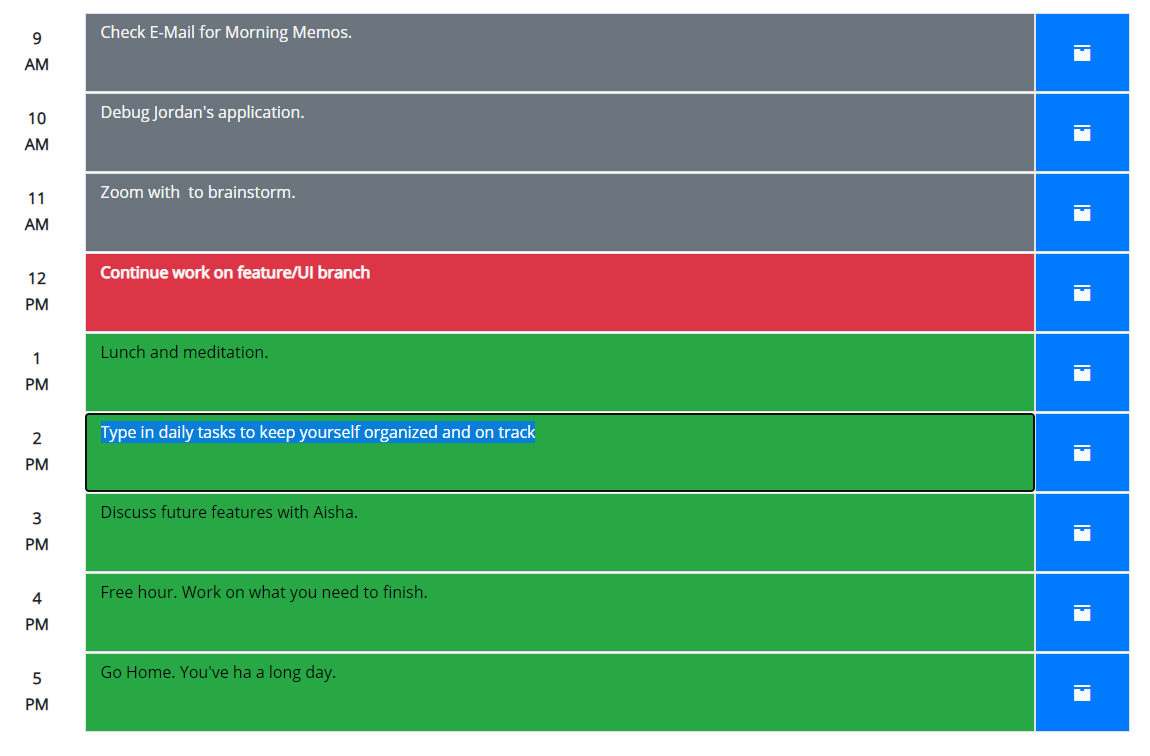 9
AM
Check E-Mail for Morning Memos.
10
AM
Debug Jordan's application.
11
AM
Zoom with  to brainstorm.
12
PM
Continue work on feature/UI branch
1
PM
Lunch and meditation.
2
PM
Type in daily tasks to keep yourself organized and on track
3
PM
Discuss future features with Aisha.
4
PM
Free hour. Work on what you need to finish.
5
PM
Go Home. You've ha a long day.